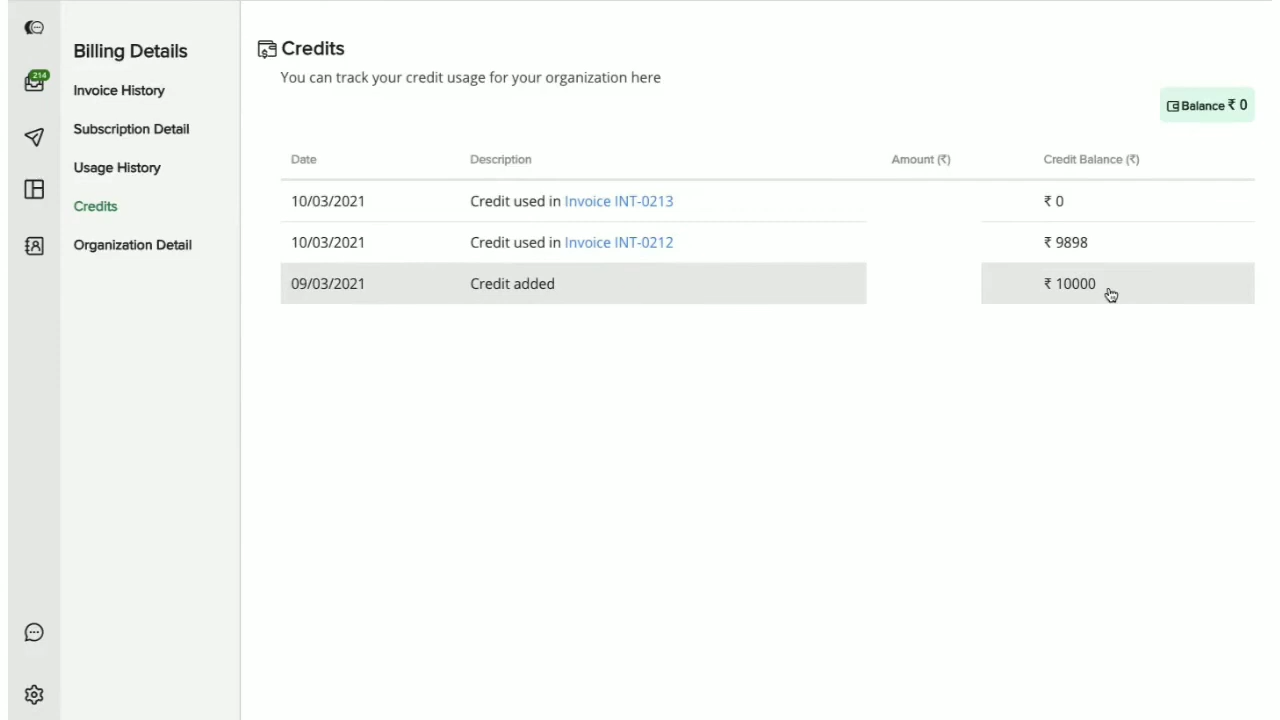 214
Billing Details
Invoice History
Subscription Detail
Usage History
Credits
Organization Detail
Credits
You can track your credit usage for your organization here
Balance ₹ 0
Date Description Amount (₹) Credit Balance (₹)
10/03/2021 Credit used in Invoice INT-0213 ₹ 0
10/03/2021 Credit used in Invoice INT-0212 ₹ 9898
09/03/2021 Credit added ₹ 10000